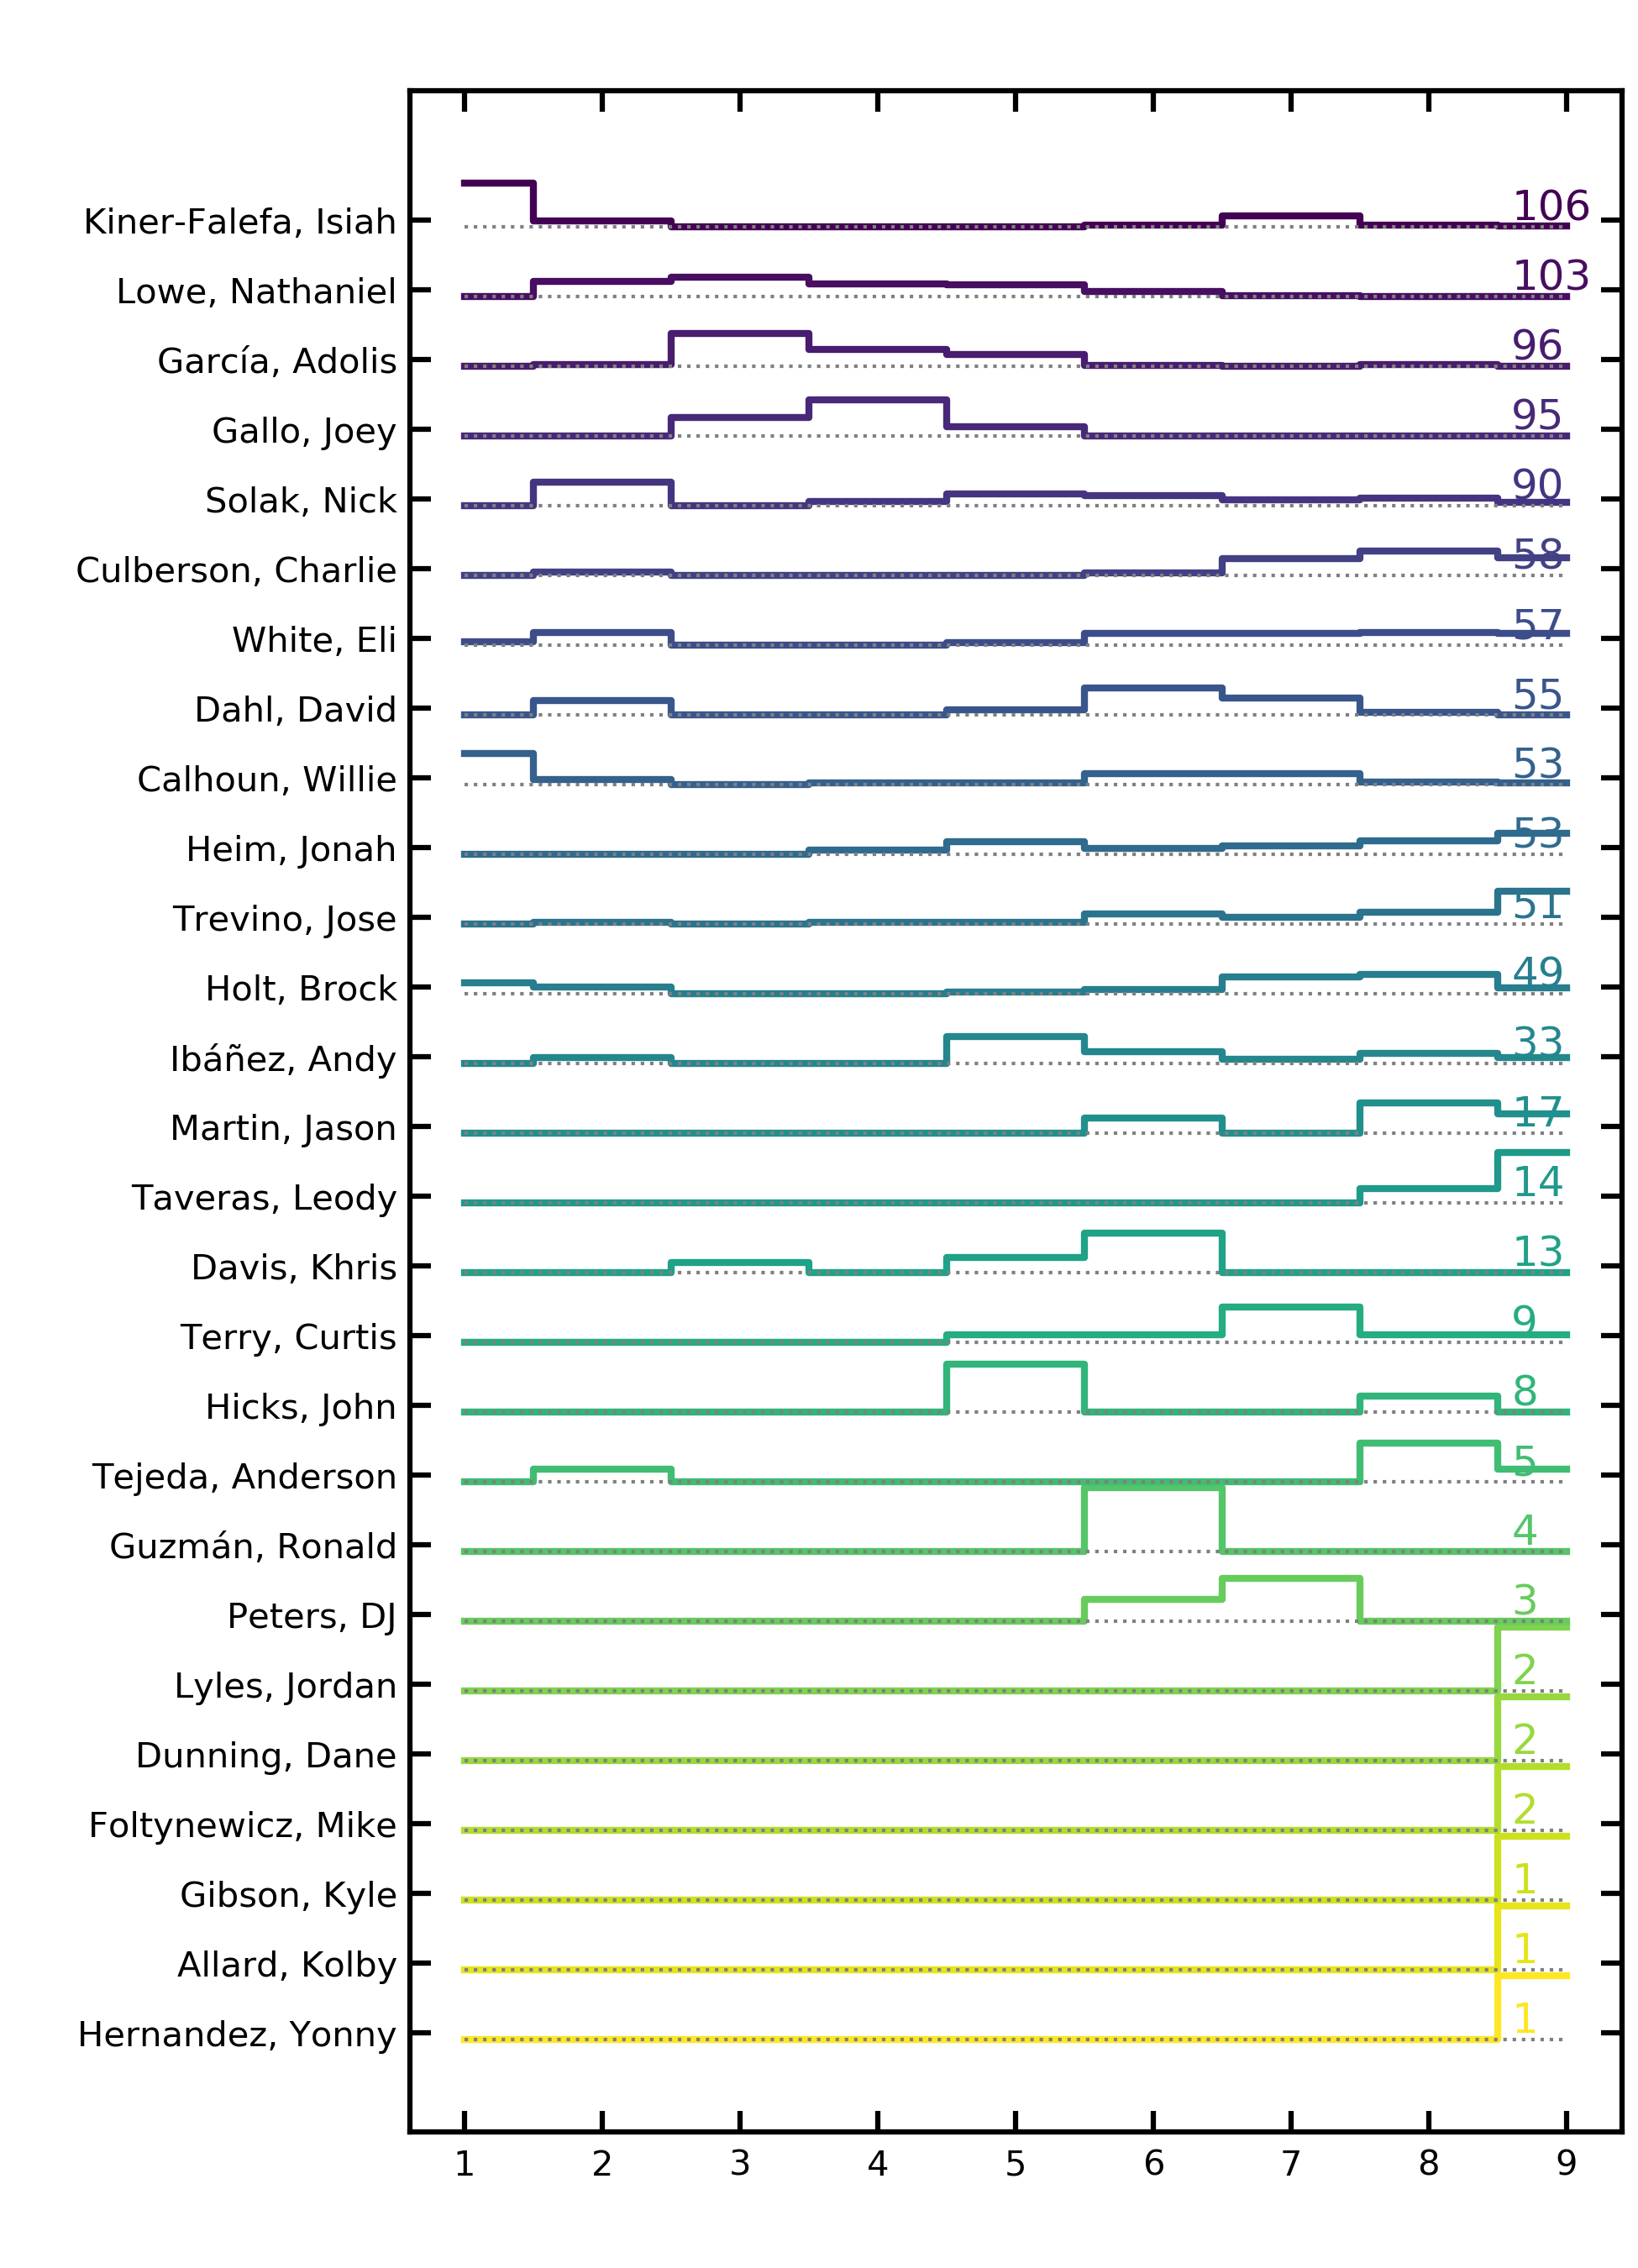 Kiner-Falefa, Isiah 106
Lowe, Nathaniel 103
García, Adolis 96
Gallo, Joey 95
Solak, Nick 90
Culberson, Charlie 58
White, Eli 57
Dahl, David 55
Calhoun, Willie 53
Heim, Jonah 53
Trevino, Jose 51
Holt, Brock 49
Ibáñez, Andy 33
Martin, Jason 17
Taveras, Leody 14
Davis, Khris 13
Terry, Curtis 9
Hicks, John 8
Tejeda, Anderson 5
Guzmán, Ronald 4
Peters, DJ 3
Lyles, Jordan 2
Dunning, Dane 2
Foltynewicz, Mike 2
Gibson, Kyle 1
Allard, Kolby 1
Hernandez, Yonny 1
1 2 3 4 5 6 7 8 9